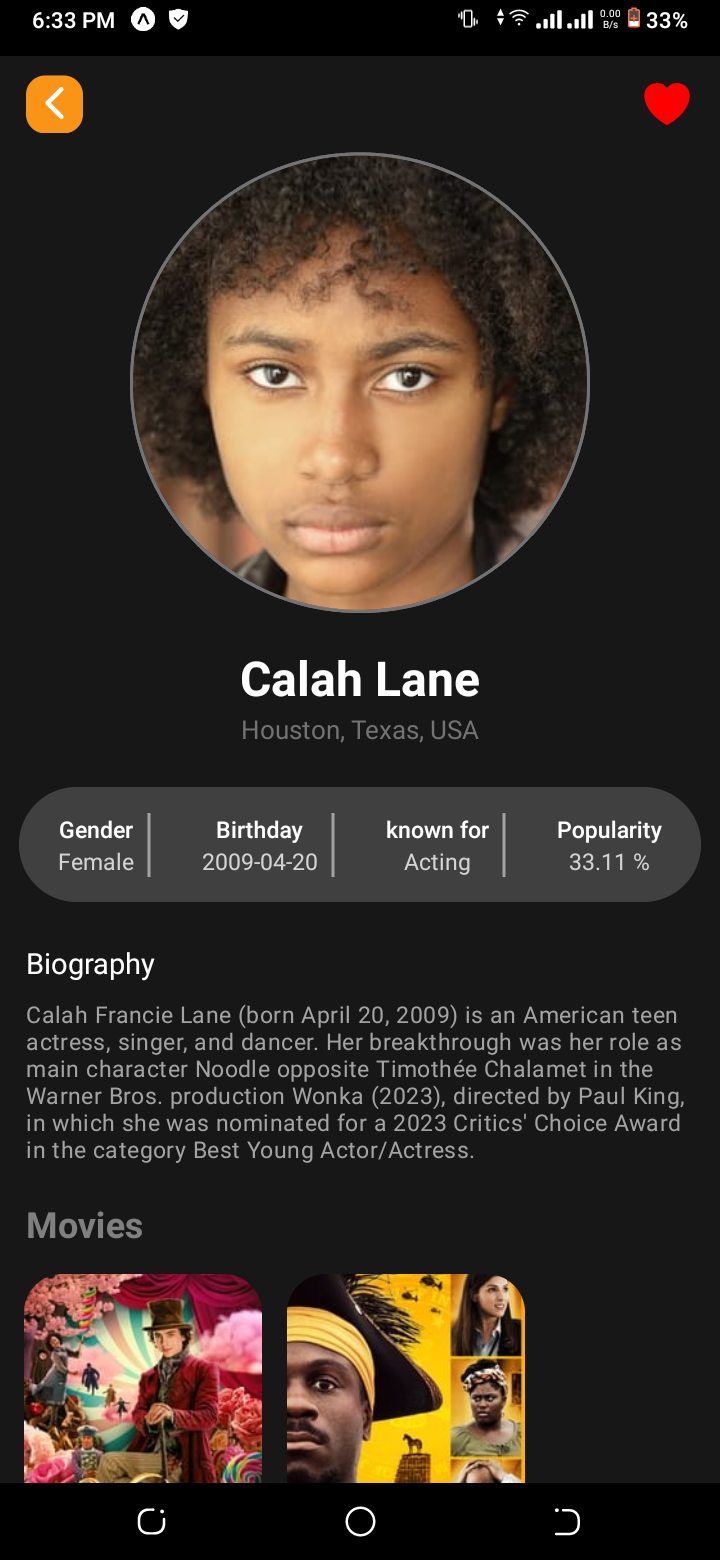 6:33 PM 0.00 B/s 33%
Calah Lane
Houston, Texas, USA
Gender Birthday known for Popularity
Female 2009-04-20 Acting 33.11 %
Biography
Calah Francie Lane (born April 20, 2009) is an American teen
actress, singer, and dancer. Her breakthrough was her role as
main character Noodle opposite Timothée Chalamet in the
Warner Bros. production Wonka (2023), directed by Paul King,
in which she was nominated for a 2023 Critics' Choice Award
in the category Best Young Actor/Actress.
Movies